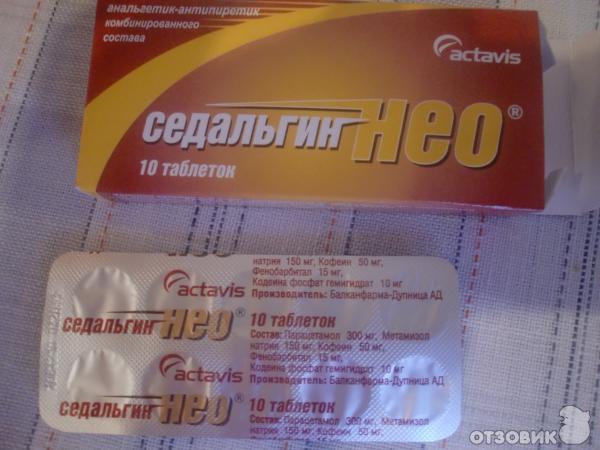 анальгетик-антипиретик
комбинированного
состава
actavis
седальгин НЕО®
10 таблеток
натрия 150 мг, Кофеин 50 мг,
Фенобарбитал 15 мг,
Кодеина фосфат гемигидрат 10 мг
Производитель: Балканфарма-Дупница АД
actavis
седальгин НЕО®
10 таблеток
Состав: Парацетамол 300 мг, Метамизол
натрия 150 мг, Кофеин 50 мг,
Фенобарбитал 15 мг,
Кодеина фосфат гемигидрат 10 мг
Производитель: Балканфарма-Дупница АД
actavis
седальгин НЕО®
10 таблеток
Состав: Парацетамол 300 мг, Метамизол
натрия 150 мг, Кофеин 50 мг,
Фенобарбитал 15 мг,
ОТЗОВИК